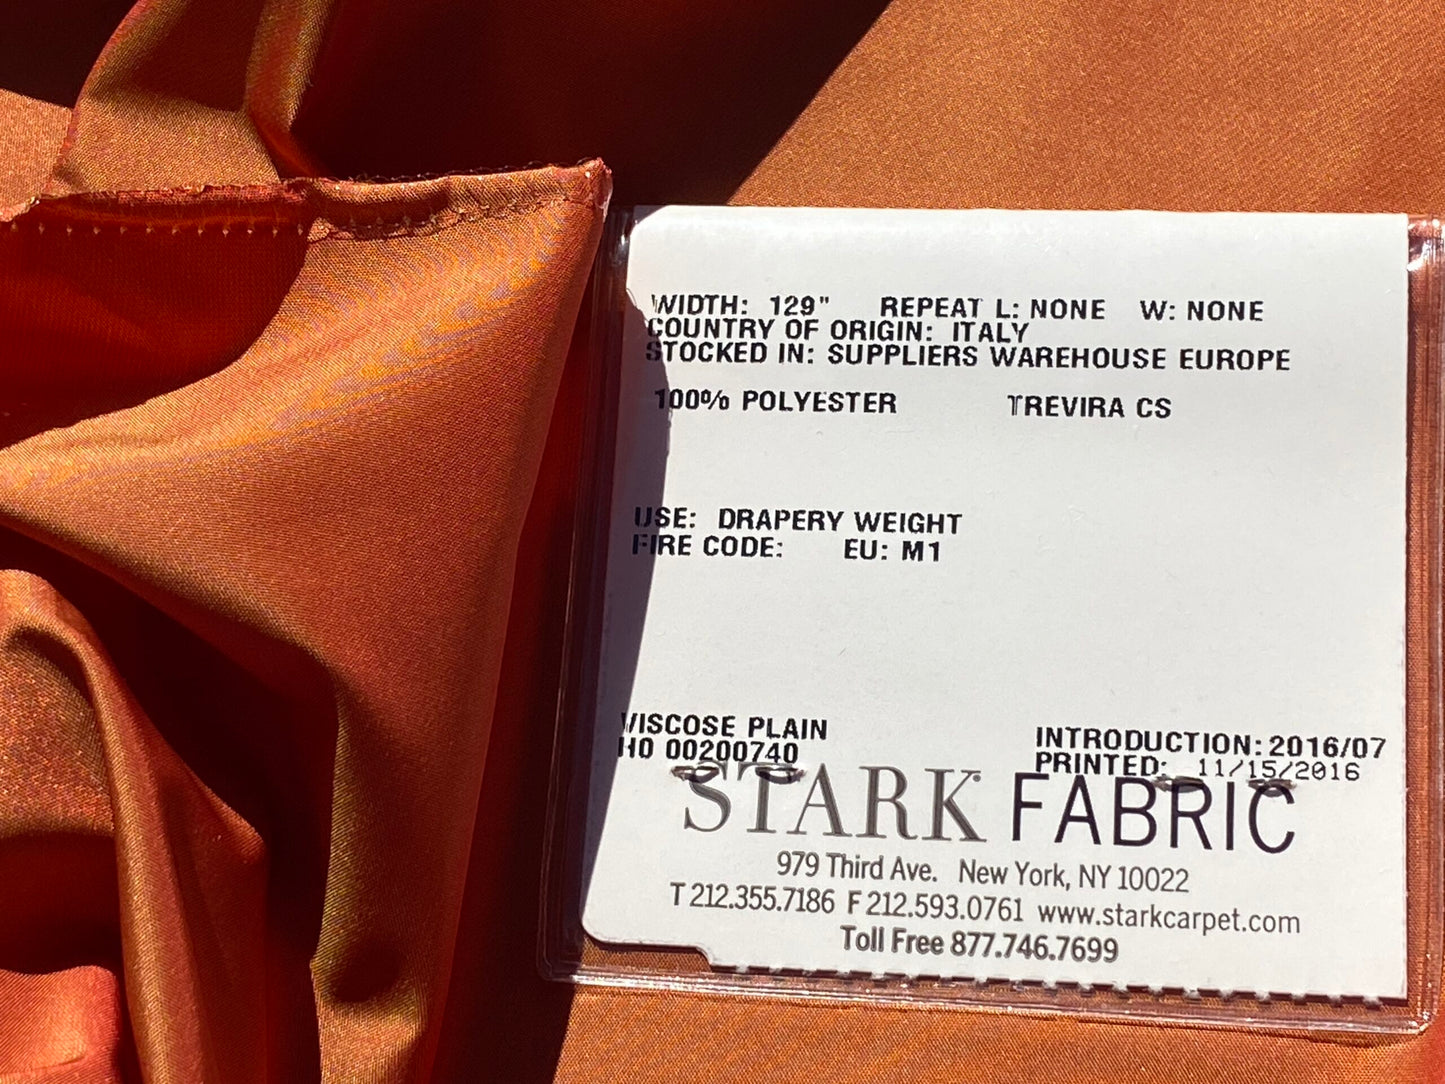 WIDTH: 129" REPEAT L: NONE W: NONE
COUNTRY OF ORIGIN: ITALY
STOCKED IN: SUPPLIERS WAREHOUSE EUROPE
100% POLYESTER TREVIRA CS
USE: DRAPERY WEIGHT
FIRE CODE: EU: M1
VISCOSE PLAIN INTRODUCTION: 2016/07
H0 00200740 PRINTED: 11/15/2016
STARK FABRIC
979 Third Ave. New York, NY 10022
T 212.355.7186 F 212.593.0761 www.starkcarpet.com
Toll Free 877.746.7699